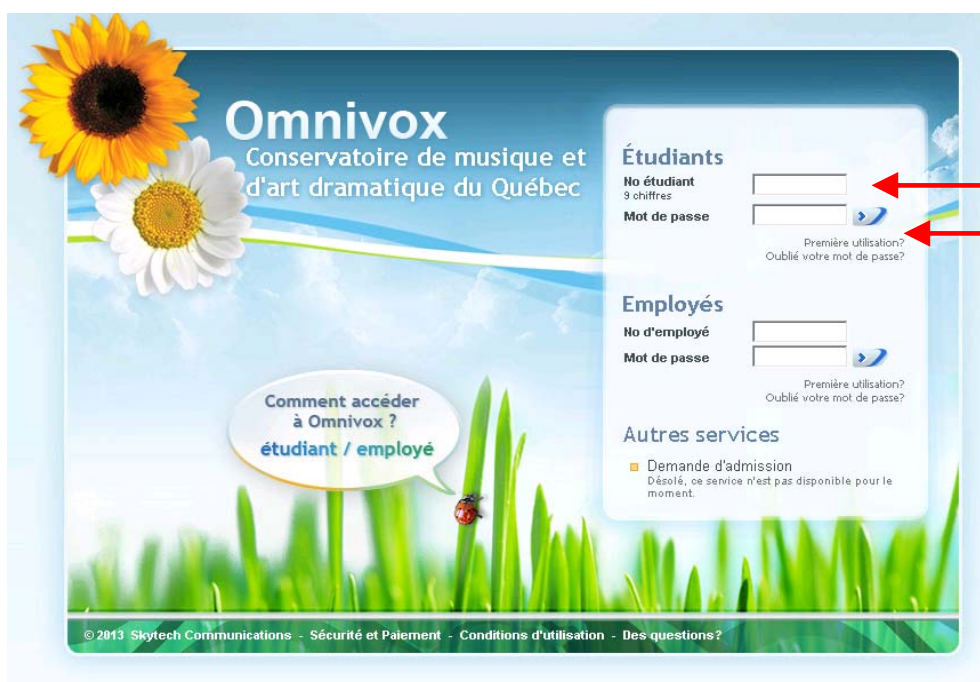 Omnivox
Conservatoire de musique et
d'art dramatique du Québec
Étudiants
No étudiant
9 chiffres
Mot de passe
Première utilisation?
Oublié votre mot de passe?
Employés
No d'employé
Mot de passe
Première utilisation?
Oublié votre mot de passe?
Autres services
Demande d'admission
Désolé, ce service n'est pas disponible pour le
moment.
Comment accéder
à Omnivox ?
étudiant / employé
© 2013 Skytech Communications - Sécurité et Paiement - Conditions d'utilisation - Des questions?